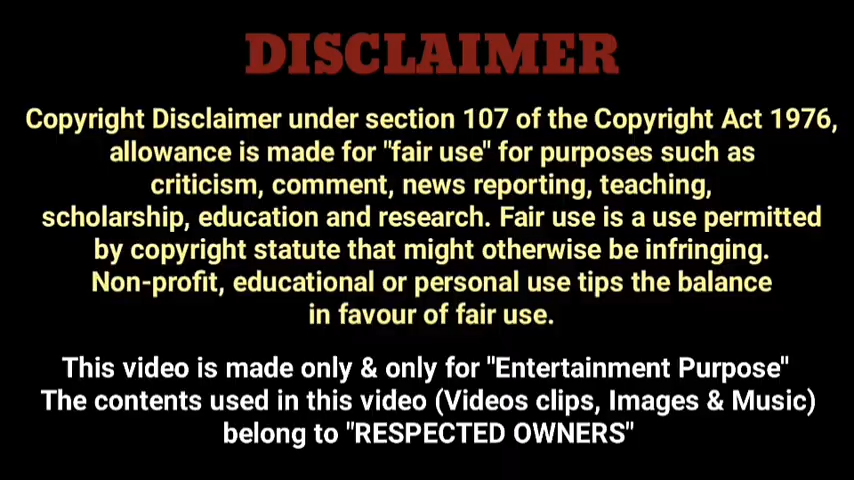 DISCLAIMER
Copyright Disclaimer under section 107 of the Copyright Act 1976,
allowance is made for "fair use" for purposes such as
criticism, comment, news reporting, teaching,
scholarship, education and research. Fair use is a use permitted
by copyright statute that might otherwise be infringing.
Non-profit, educational or personal use tips the balance
in favour of fair use.
This video is made only & only for "Entertainment Purpose"
The contents used in this video (Videos clips, Images & Music)
belong to "RESPECTED OWNERS"